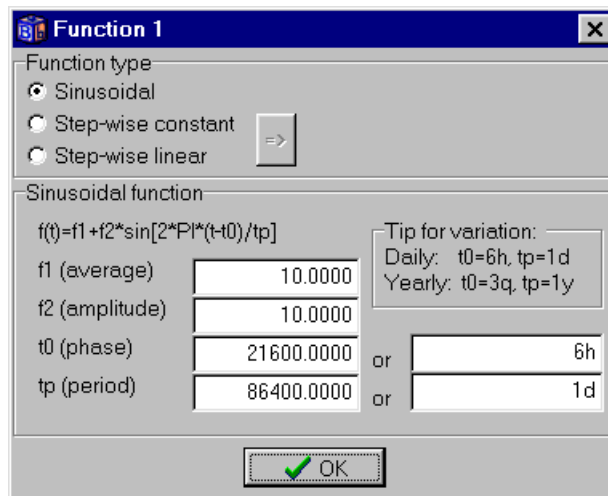 Function 1
Function type
Sinusoidal
Step-wise constant
=>
Step-wise linear
Sinusoidal function
f(t)=f1+f2*sin[2*PI*(t-t0)/tp]
Tip for variation:
Daily: t0=6h, tp=1d
Yearly: t0=3q, tp=1y
f1 (average) 10.0000
f2 (amplitude) 10.0000
t0 (phase) 21600.0000 or 6h
tp (period) 86400.0000 or 1d
OK